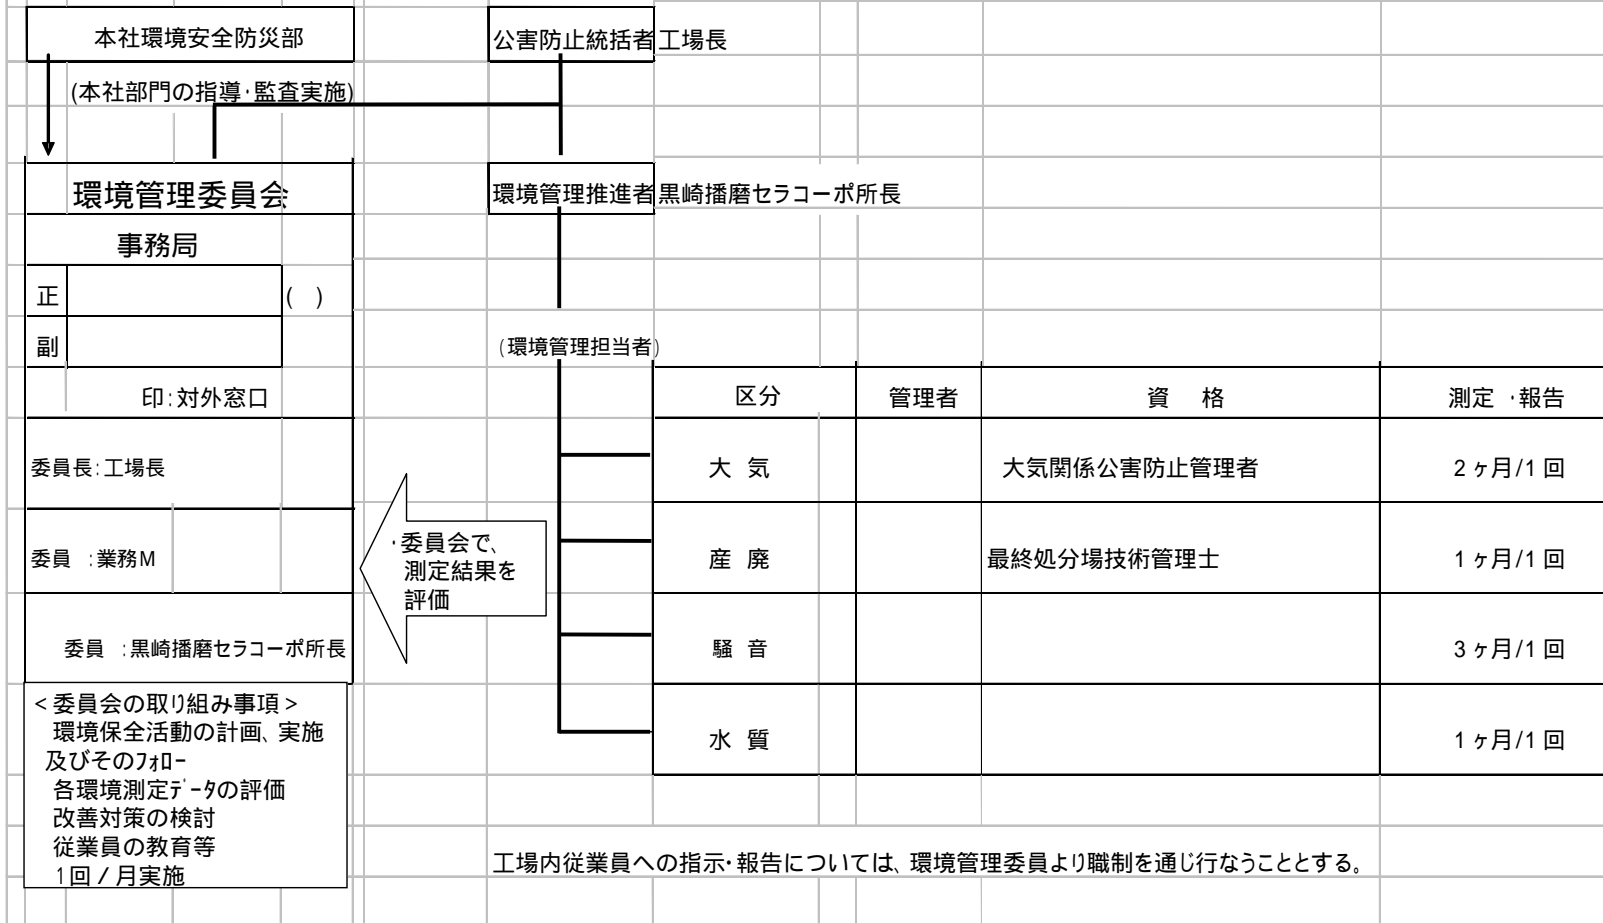 本社環境安全防災部
公害防止統括者 工場長
(本社部門の指導・監査実施)
環境管理委員会
環境管理推進者 黒崎播磨セラコーポ所長
事務局
正 ( )
副
(環境管理担当者)
印:対外窓口
区分 管理者 資 格 測定・報告
委員長:工場長
大 気 大気関係公害防止管理者 2ヶ月/1回
・委員会で、
測定結果を
評価
委員 :業務M
産 廃 最終処分場技術管理士 1ヶ月/1回
委員 :黒崎播磨セラコーポ所長
騒 音 3ヶ月/1回
水 質 1ヶ月/1回
<委員会の取り組み事項>
環境保全活動の計画、実施
及びそのフォロー
各環境測定データの評価
改善対策の検討
従業員の教育等
1回/月実施
工場内従業員への指示・報告については、環境管理委員より職制を通じ行なうこととする。